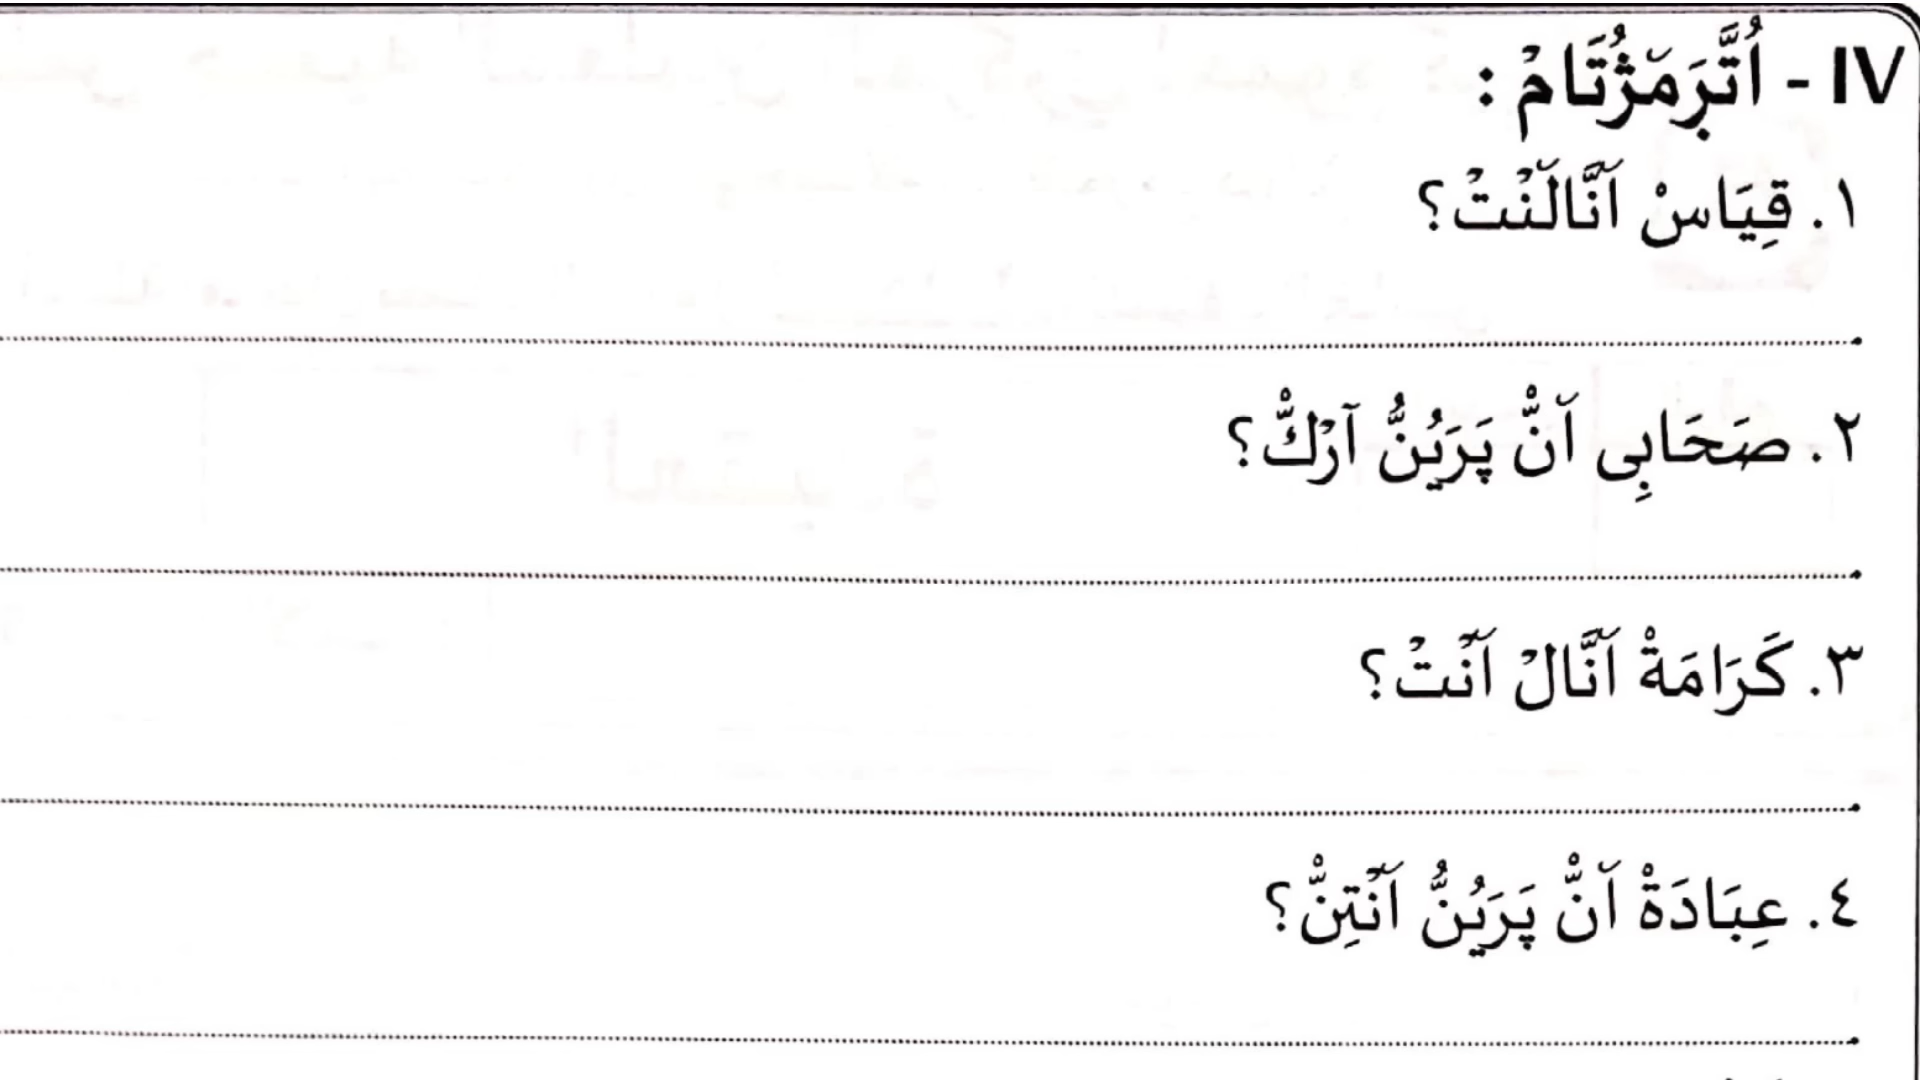 IV - اُتَّرَمٓژُتَامْ :
١. قِيَاسْ اَنَّالَنْتْ؟
٢. صَحَابِى اَنّْ پَرَيُنُّ آرْكّْ؟
٣. كَرَامَةْ اَنَّالْ اَنْتْ؟
٤. عِبَادَةْ اَنّْ پَرَيُنُّ اَنْتِنّْ؟